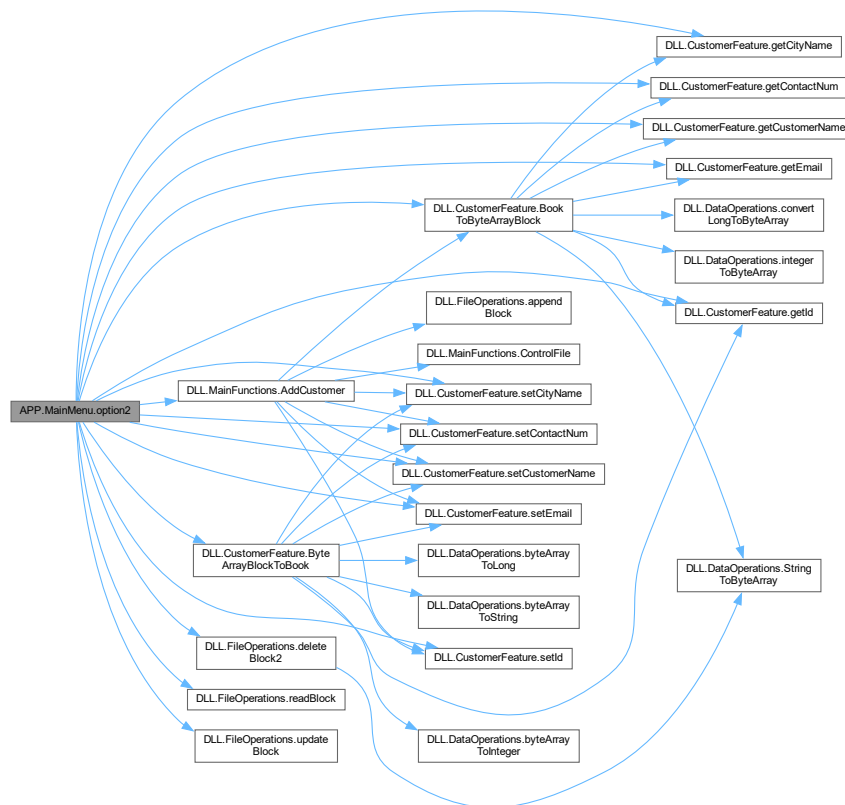 DLL.CustomerFeature.getCityName
DLL.CustomerFeature.getContactNum
DLL.CustomerFeature.getCustomerName
DLL.CustomerFeature.getEmail
DLL.CustomerFeature.Book
ToByteArrayBlock
DLL.DataOperations.convert
LongToByteArray
DLL.DataOperations.integer
ToByteArray
DLL.FileOperations.append
Block
DLL.CustomerFeature.getId
DLL.MainFunctions.ControlFile
DLL.MainFunctions.AddCustomer
DLL.CustomerFeature.setCityName
APP.MainMenu.option2
DLL.CustomerFeature.setContactNum
DLL.CustomerFeature.setCustomerName
DLL.CustomerFeature.setEmail
DLL.CustomerFeature.Byte
ArrayBlockToBook
DLL.DataOperations.byteArray
ToLong
DLL.DataOperations.String
ToByteArray
DLL.DataOperations.byteArray
ToString
DLL.FileOperations.delete
Block2
DLL.CustomerFeature.setId
DLL.FileOperations.readBlock
DLL.FileOperations.update
Block
DLL.DataOperations.byteArray
ToInteger